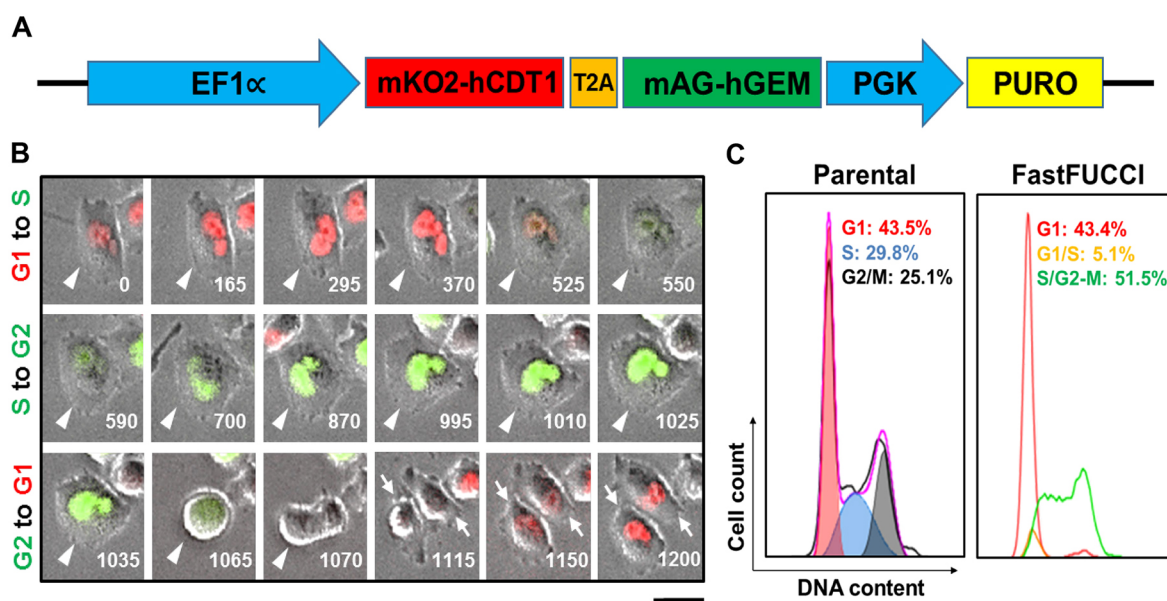 A
EF1∝
mKO2-hCDT1
T2A
mAG-hGEM
PGK
PURO
B
G1 to S
0
165
295
370
525
550
S to G2
590
700
870
995
1010
1025
G2 to G1
1035
1065
1070
1115
1150
1200
C
Parental
G1: 43.5%
S: 29.8%
G2/M: 25.1%
FastFUCCI
G1: 43.4%
G1/S: 5.1%
S/G2-M: 51.5%
Cell count
DNA content